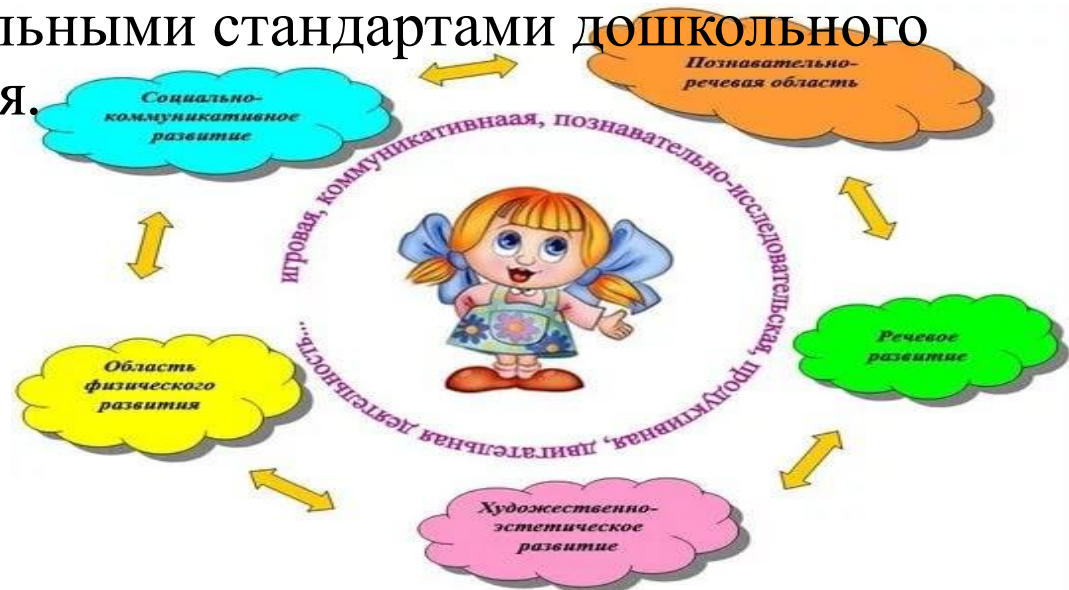 льными стандартами дошкольного
я.
Социально-
коммуникативное
развитие
Познавательно-
речевая область
игровая, коммуникативнаая, познавательно-исследовательская, продуктивная, двигательная деятельность...
Речевое
развитие
Область
физического
развития
Художественно-
эстетическое
развитие